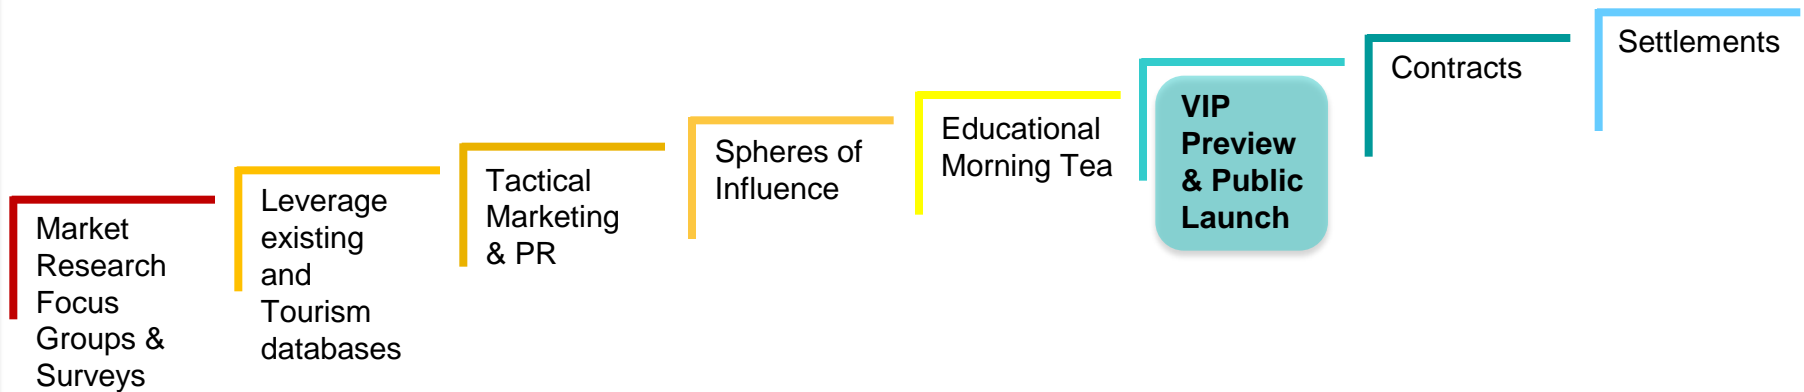 Market
Research
Focus
Groups &
Surveys
Leverage
existing
and
Tourism
databases
Tactical
Marketing
& PR
Spheres of
Influence
Educational
Morning Tea
VIP
Preview
& Public
Launch
Contracts
Settlements